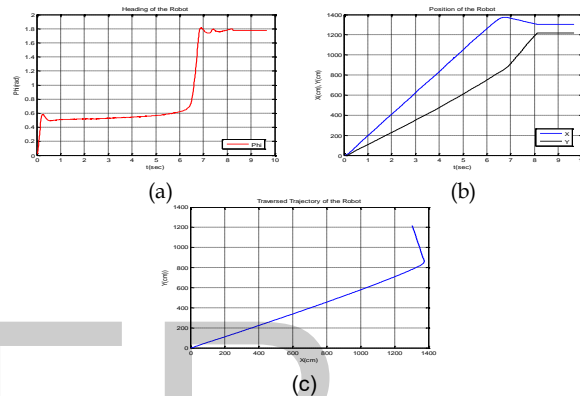 Heading of the Robot
Phi(rad)
2
1.8
1.6
1.4
1.2
1
0.8
0.6
0.4
0.2
0
0 1 2 3 4 5 6 7 8 9 10
t(sec)
Phi
(a)
Position of the Robot
X(cm),Y(cm)
1400
1200
1000
800
600
400
200
0
0 1 2 3 4 5 6 7 8 9 10
t(sec)
X
Y
(b)
Traversed Trajectory of the Robot
Y(cm)
1400
1200
1000
800
600
400
200
0
0 200 400 600 800 1000 1200 1400
X(cm)
(c)